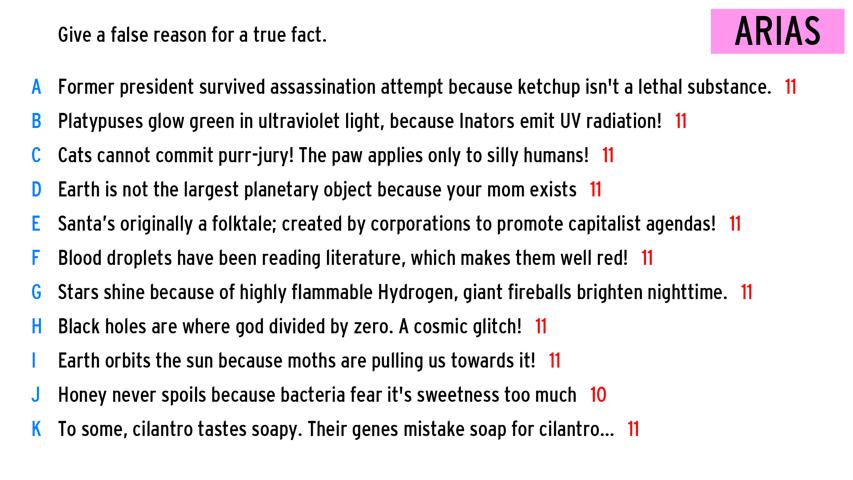 Give a false reason for a true fact.
ARIAS
A Former president survived assassination attempt because ketchup isn't a lethal substance. 11
B Platypuses glow green in ultraviolet light, because Inators emit UV radiation! 11
C Cats cannot commit purr-jury! The paw applies only to silly humans! 11
D Earth is not the largest planetary object because your mom exists 11
E Santa’s originally a folktale; created by corporations to promote capitalist agendas! 11
F Blood droplets have been reading literature, which makes them well red! 11
G Stars shine because of highly flammable Hydrogen, giant fireballs brighten nighttime. 11
H Black holes are where god divided by zero. A cosmic glitch! 11
I Earth orbits the sun because moths are pulling us towards it! 11
J Honey never spoils because bacteria fear it's sweetness too much 10
K To some, cilantro tastes soapy. Their genes mistake soap for cilantro... 11